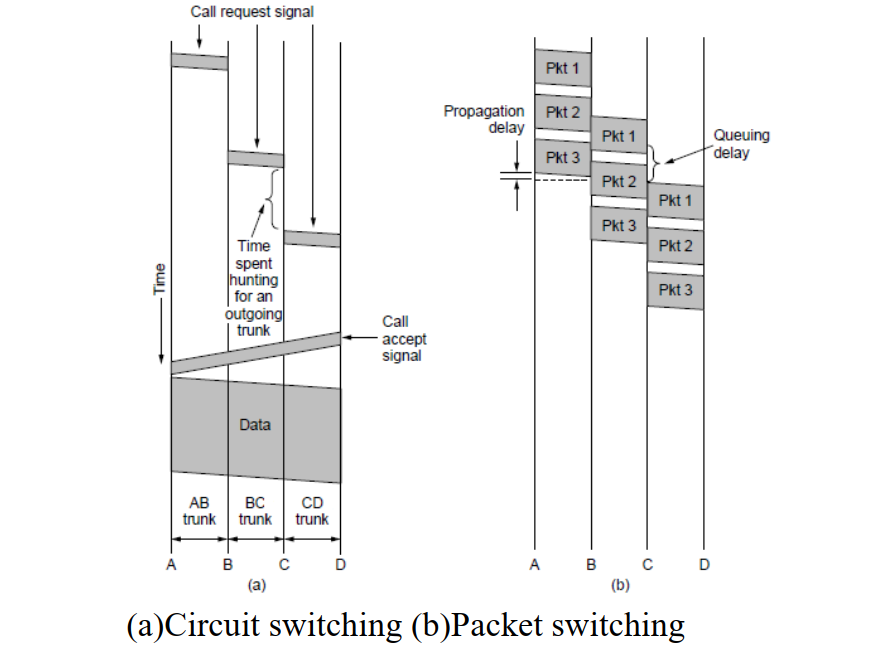 Call request signal
Time
spent
hunting
for an
outgoing
trunk
Time
Call
accept
signal
Data
AB
trunk
BC
trunk
CD
trunk
A
B
C
D
(a)
Pkt 1
Pkt 2
Pkt 3
Propagation
delay
Pkt 1
Pkt 2
Pkt 3
Queuing
delay
Pkt 1
Pkt 2
Pkt 3
A
B
C
D
(b)
(a)Circuit switching (b)Packet switching